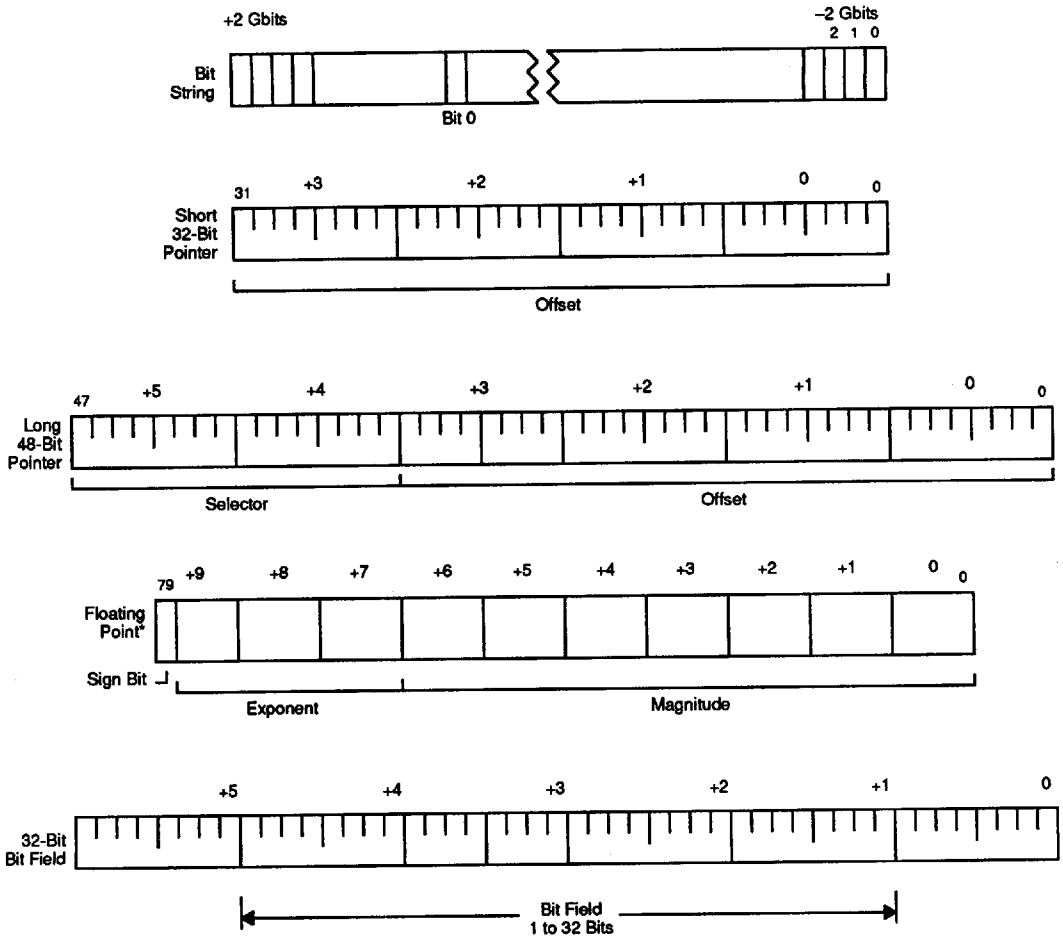 +2 Gbits
−2 Gbits
2 1 0
Bit
String
Bit 0
31 +3 +2 +1 0 0
Short
32-Bit
Pointer
Offset
47 +5 +4 +3 +2 +1 0 0
Long
48-Bit
Pointer
Selector Offset
79 +9 +8 +7 +6 +5 +4 +3 +2 +1 0 0
Floating
Point*
Sign Bit
Exponent Magnitude
+5 +4 +3 +2 +1 0
32-Bit
Bit Field
Bit Field
1 to 32 Bits